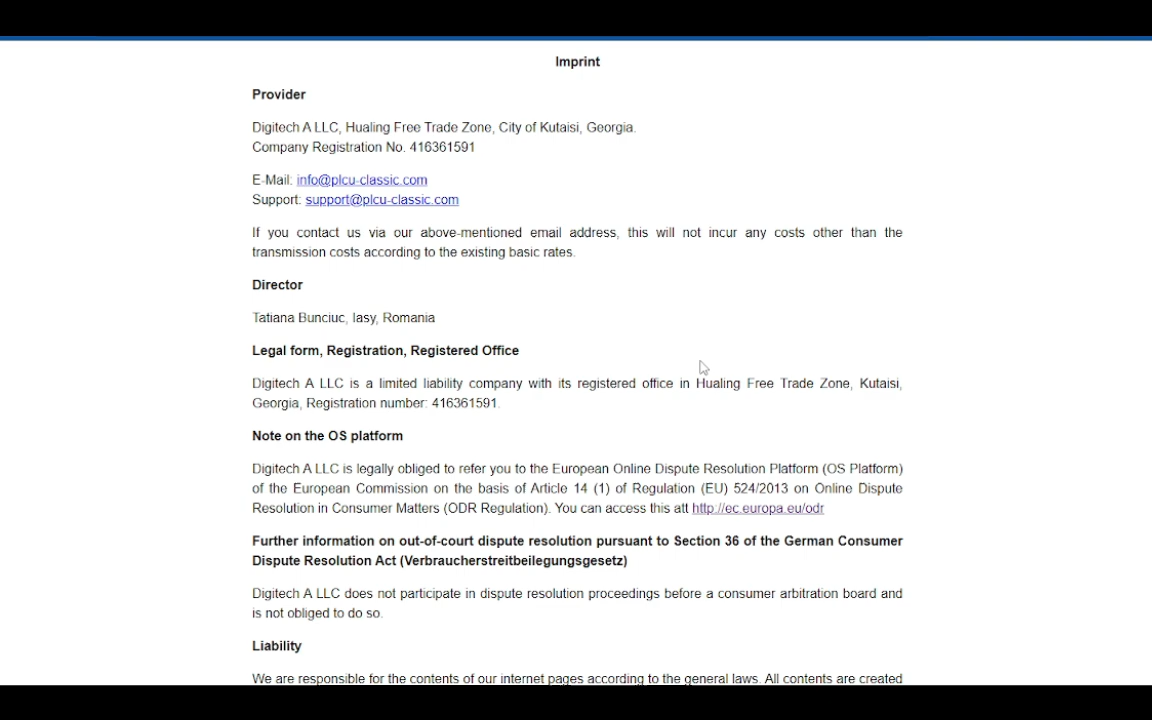 Imprint
Provider
Digitech A LLC, Hualing Free Trade Zone, City of Kutaisi, Georgia.
Company Registration No. 416361591
E-Mail: info@plcu-classic.com
Support: support@plcu-classic.com
If you contact us via our above-mentioned email address, this will not incur any costs other than the
transmission costs according to the existing basic rates.
Director
Tatiana Bunciuc, Iasy, Romania
Legal form, Registration, Registered Office
Digitech A LLC is a limited liability company with its registered office in Hualing Free Trade Zone, Kutaisi,
Georgia, Registration number: 416361591.
Note on the OS platform
Digitech A LLC is legally obliged to refer you to the European Online Dispute Resolution Platform (OS Platform)
of the European Commission on the basis of Article 14 (1) of Regulation (EU) 524/2013 on Online Dispute
Resolution in Consumer Matters (ODR Regulation). You can access this att http://ec.europa.eu/odr
Further information on out-of-court dispute resolution pursuant to Section 36 of the German Consumer
Dispute Resolution Act (Verbraucherstreitbeilegungsgesetz)
Digitech A LLC does not participate in dispute resolution proceedings before a consumer arbitration board and
is not obliged to do so.
Liability
We are responsible for the contents of our internet pages according to the general laws. All contents are created